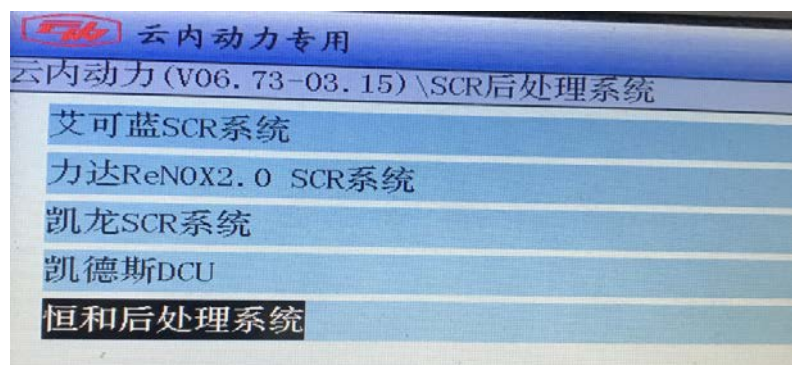 云内动力专用
云内动力(V06.73-03.15)\SCR后处理系统
艾可蓝SCR系统
力达ReNOX2.0 SCR系统
凯龙SCR系统
凯德斯DCU
恒和后处理系统